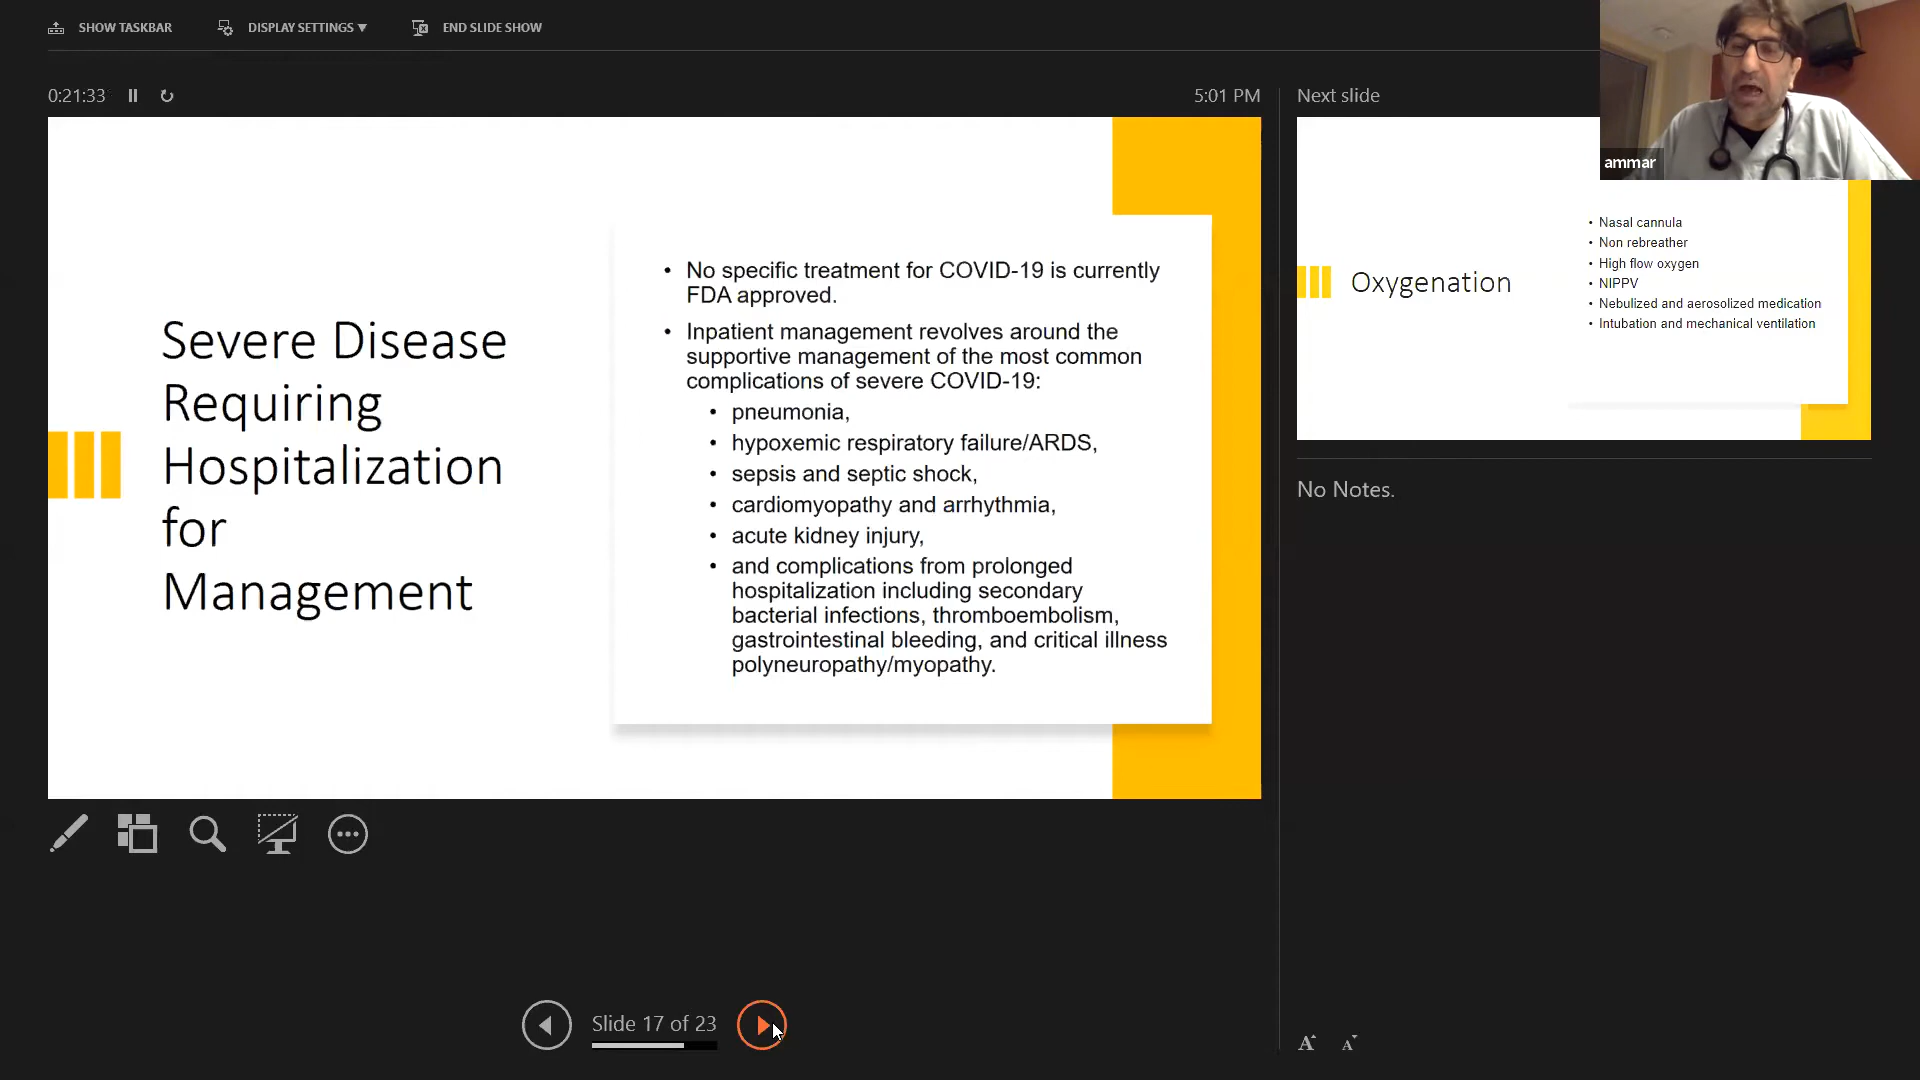 SHOW TASKBAR
DISPLAY SETTINGS ▾
END SLIDE SHOW
0:21:33
5:01 PM
Severe Disease
Requiring
Hospitalization
for
Management
• No specific treatment for COVID-19 is currently
FDA approved.
• Inpatient management revolves around the
supportive management of the most common
complications of severe COVID-19:
• pneumonia,
• hypoxemic respiratory failure/ARDS,
• sepsis and septic shock,
• cardiomyopathy and arrhythmia,
• acute kidney injury,
• and complications from prolonged
hospitalization including secondary
bacterial infections, thromboembolism,
gastrointestinal bleeding, and critical illness
polyneuropathy/myopathy.
Slide 17 of 23
Next slide
ammar
Oxygenation
• Nasal cannula
• Non rebreather
• High flow oxygen
• NIPPV
• Nebulized and aerosolized medication
• Intubation and mechanical ventilation
No Notes.
A A